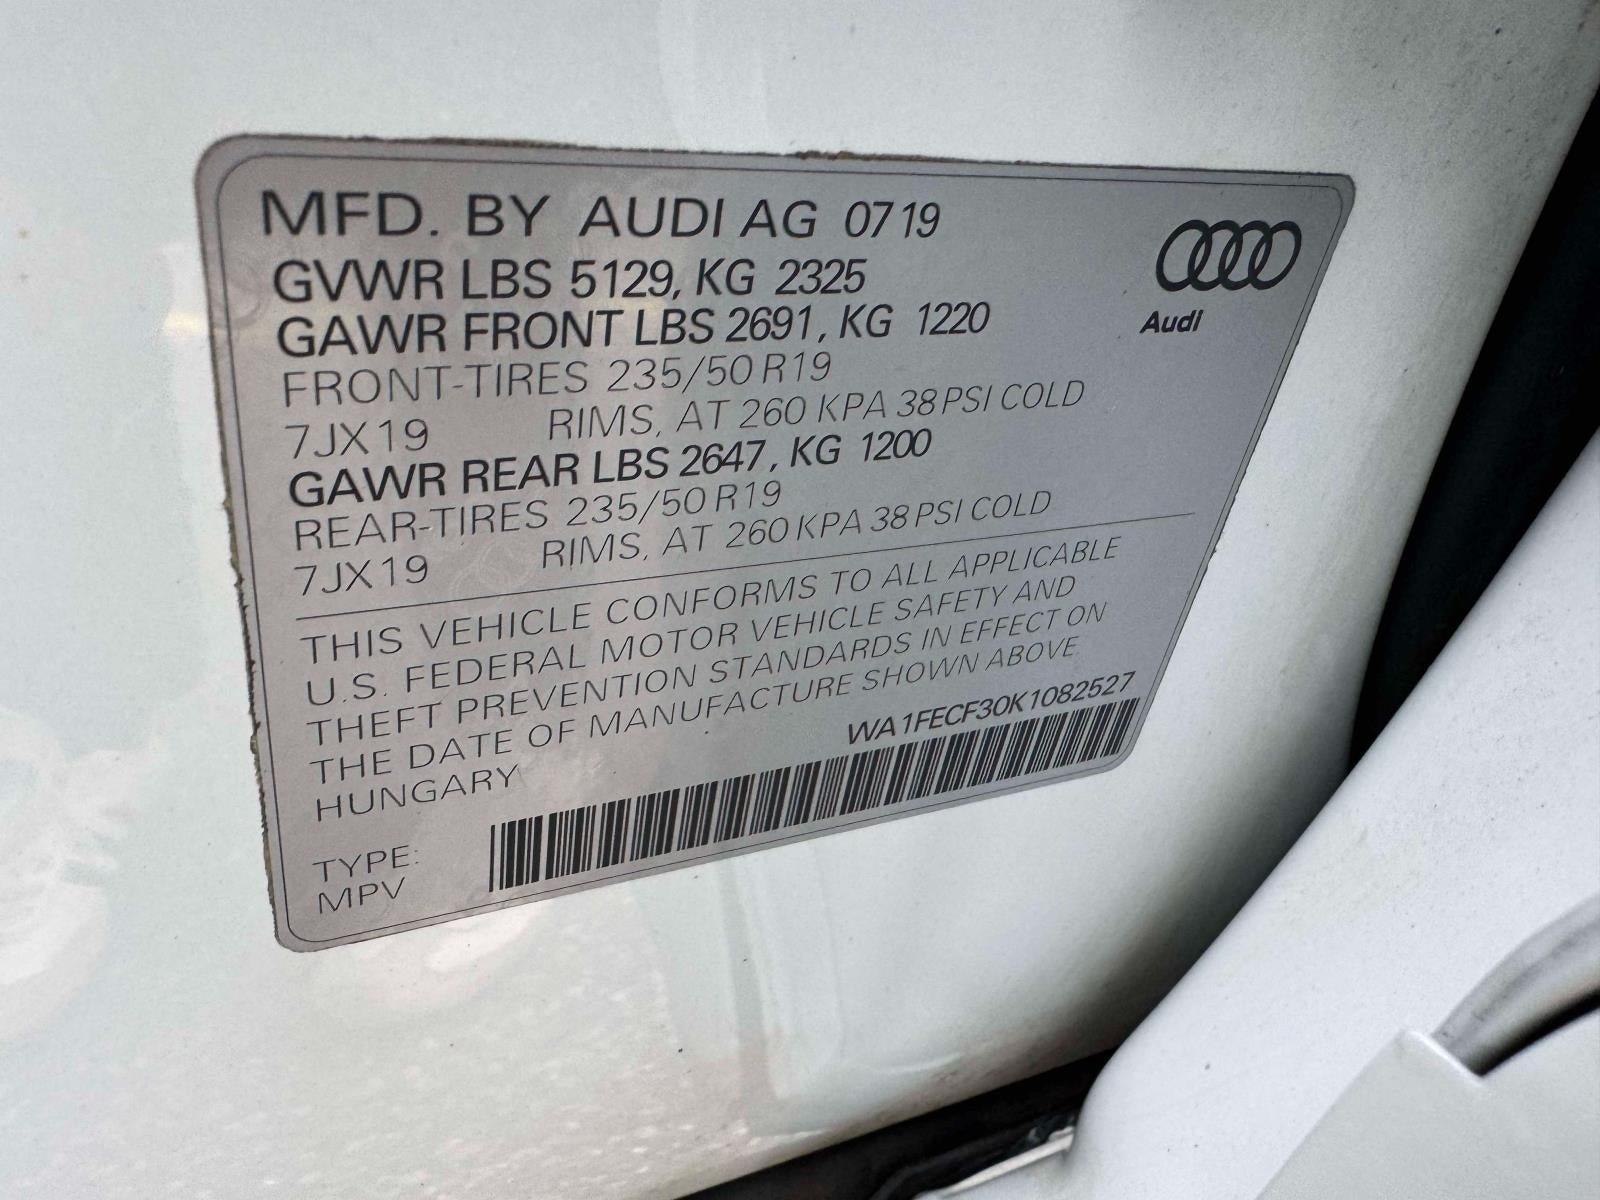 MFD. BY AUDI AG 0719
GVWR LBS 5129, KG 2325
GAWR FRONT LBS 2691, KG 1220
FRONT-TIRES 235/50 R19
7JX19 RIMS, AT 260 KPA 38 PSI COLD
GAWR REAR LBS 2647, KG 1200
REAR-TIRES 235/50 R19
7JX19 RIMS, AT 260 KPA 38 PSI COLD
Audi
THIS VEHICLE CONFORMS TO ALL APPLICABLE
U.S. FEDERAL MOTOR VEHICLE SAFETY AND
THEFT PREVENTION STANDARDS IN EFFECT ON
THE DATE OF MANUFACTURE SHOWN ABOVE.
HUNGARY
WA1FECF30K1082527
TYPE:
MPV